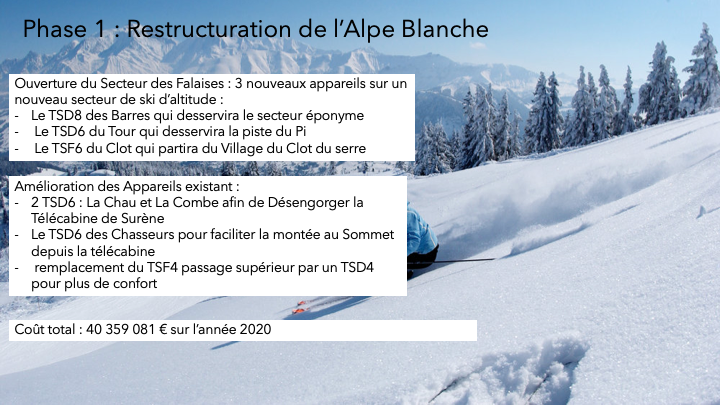 Phase 1 : Restructuration de l’Alpe Blanche
Ouverture du Secteur des Falaises : 3 nouveaux appareils sur un
nouveau secteur de ski d’altitude :
- Le TSD8 des Barres qui desservira le secteur éponyme
- Le TSD6 du Tour qui desservira la piste du Pi
- Le TSF6 du Clot qui partira du Village du Clot du serre
Amélioration des Appareils existant :
- 2 TSD6 : La Chau et La Combe afin de Désengorger la
Télécabine de Surène
- Le TSD6 des Chasseurs pour faciliter la montée au Sommet
depuis la télécabine
- remplacement du TSF4 passage supérieur par un TSD4
pour plus de confort
Coût total : 40 359 081 € sur l’année 2020